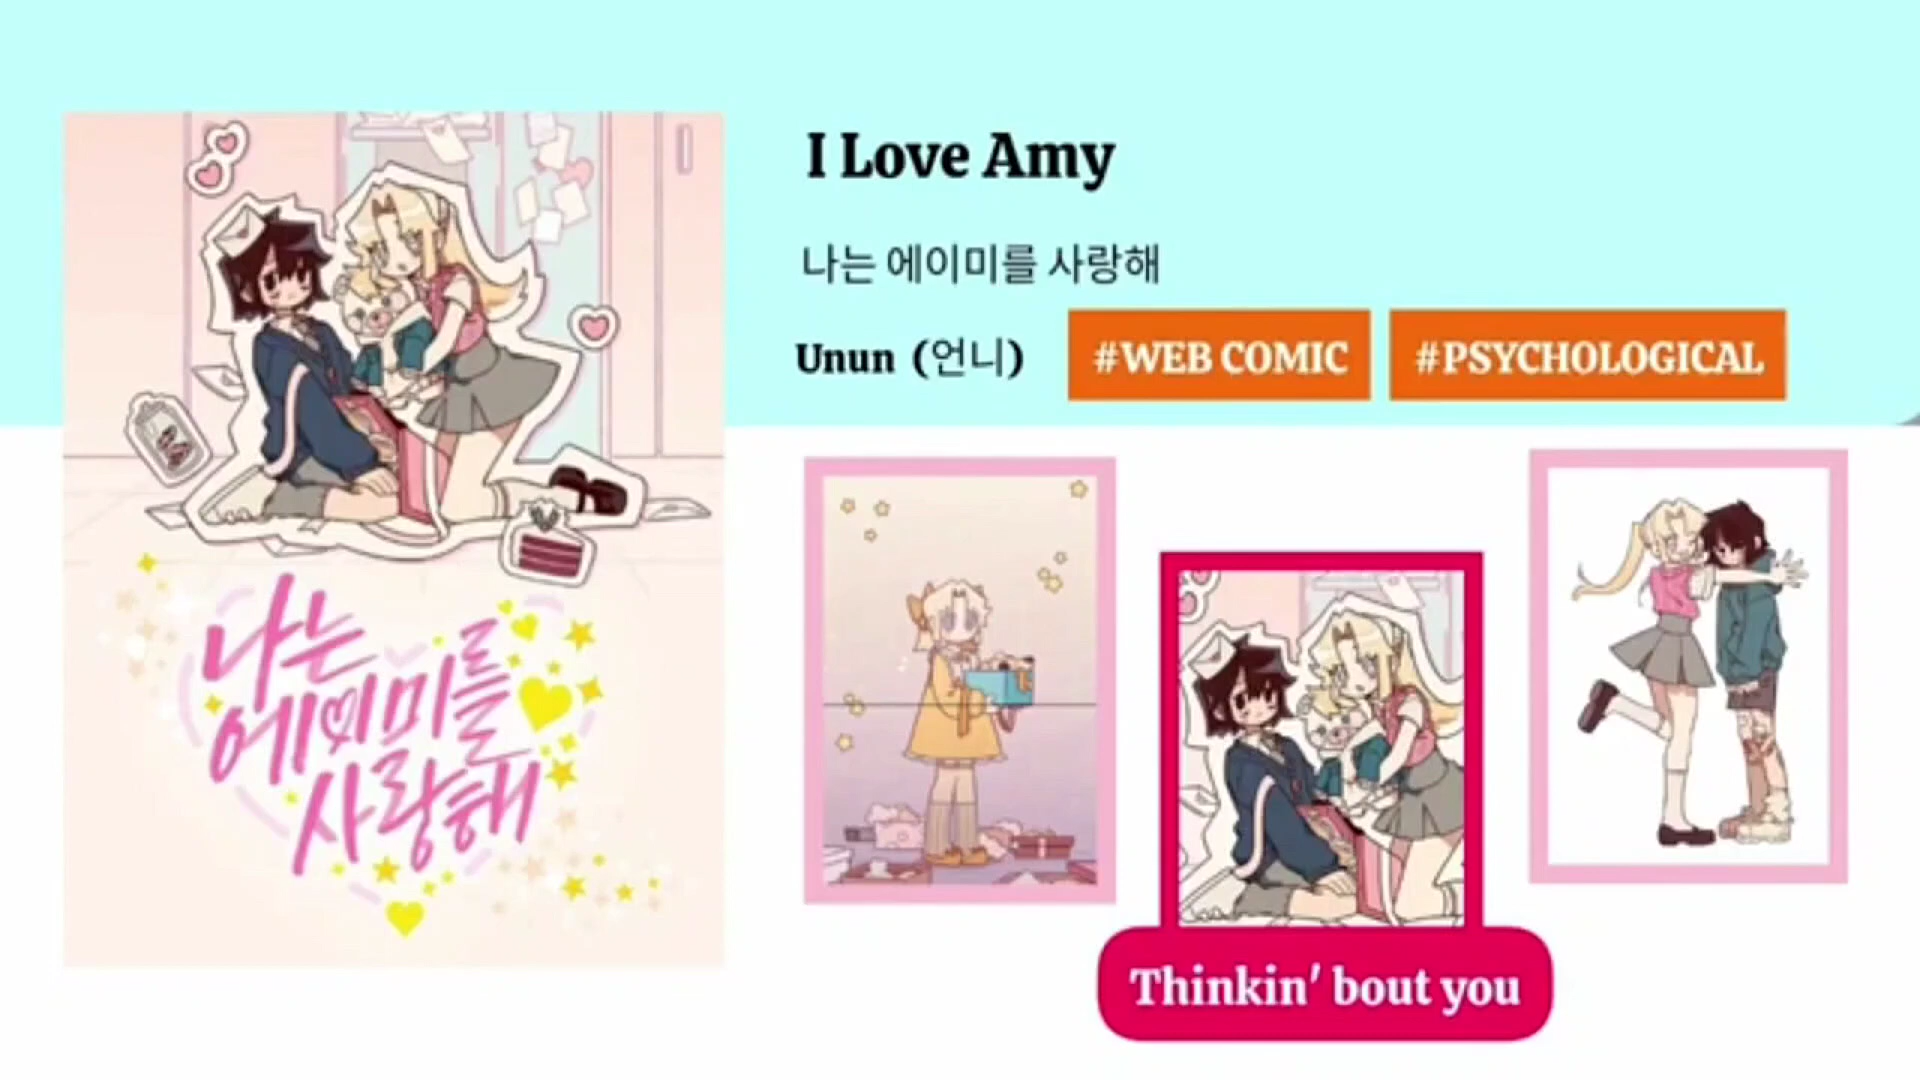 I Love Amy
나는 에이미를 사랑해
Unun (언니)
#WEB COMIC
#PSYCHOLOGICAL
나는
에이미를
사랑해
Thinkin' bout you